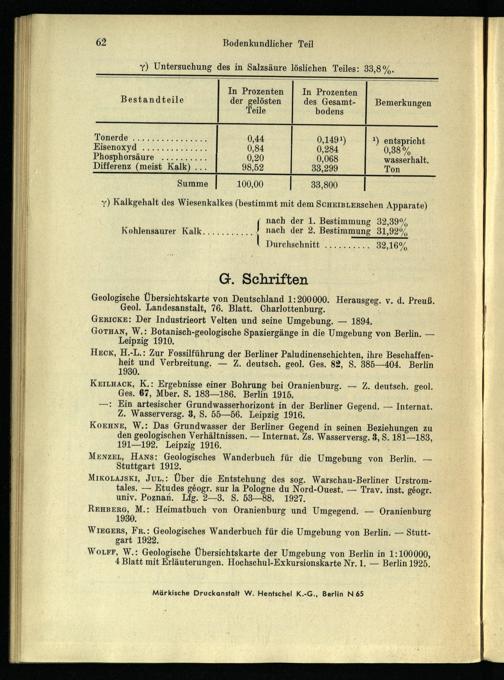 62 Bodenkundlicher Teil
γ) Untersuchung des in Salzsäure löslichen Teiles: 33,8%.
Bestandteile | In Prozenten der gelösten Teile | In Prozenten des Gesamt- bodens | Bemerkungen
Tonerde ................ 0,44 0,149¹) ¹) entspricht
Eisenoxyd .............. 0,84 0,284 0,38%
Phosphorsäure .......... 0,20 0,068 wasserhalt.
Differenz (meist Kalk) ... 98,52 33,299 Ton
Summe 100,00 33,800
γ) Kalkgehalt des Wiesenkalkes (bestimmt mit dem SCHEIBLERschen Apparate)
nach der 1. Bestimmung 32,39%
Kohlensaurer Kalk........... nach der 2. Bestimmung 31,92%
Durchschnitt .......... 32,16%
G. Schriften
Geologische Übersichtskarte von Deutschland 1:200000. Herausgeg. v. d. Preuß.
Geol. Landesanstalt, 76. Blatt. Charlottenburg.
GERICKE: Der Industrieort Velten und seine Umgebung. — 1894.
GOTHAN, W.: Botanisch-geologische Spaziergänge in die Umgebung von Berlin. —
Leipzig 1910.
HECK, H.-L.: Zur Fossilführung der Berliner Paludinenschichten, ihre Beschaffen-
heit und Verbreitung. — Z. deutsch. geol. Ges. 82, S. 385—404. Berlin
1930.
KEILHACK, K.: Ergebnisse einer Bohrung bei Oranienburg. — Z. deutsch. geol.
Ges. 67, Mber. S. 183—186. Berlin 1915.
—: Ein artesischer Grundwasserhorizont in der Berliner Gegend. — Internat.
Z. Wasserversg. 3, S. 55—56. Leipzig 1916.
KOEHNE, W.: Das Grundwasser der Berliner Gegend in seinen Beziehungen zu
den geologischen Verhältnissen. — Internat. Zs. Wasserversg. 3, S. 181—183,
191—192. Leipzig 1916.
MENZEL, HANS: Geologisches Wanderbuch für die Umgebung von Berlin. —
Stuttgart 1912.
MIKOLAJSKI, JUL.: Über die Entstehung des sog. Warschau-Berliner Urstrom-
tales. — Etudes géogr. sur la Pologne du Nord-Ouest. — Trav. inst. géogr.
univ. Poznań. Lfg. 2—3. S. 53—88. 1927.
REHBERG, M.: Heimatbuch von Oranienburg und Umgegend. — Oranienburg
1930.
WIEGERS, FR.: Geologisches Wanderbuch für die Umgebung von Berlin. — Stutt-
gart 1922.
WOLFF, W.: Geologische Übersichtskarte der Umgebung von Berlin in 1:100000,
4 Blatt mit Erläuterungen. Hochschul-Exkursionskarte Nr. 1. — Berlin 1925.
Märkische Druckanstalt W. Hentschel K.-G., Berlin N 65